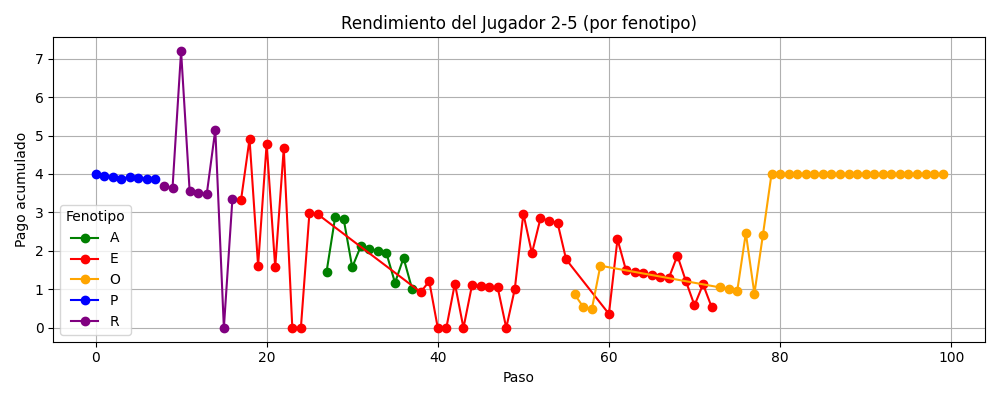 Rendimiento del Jugador 2-5 (por fenotipo)
Pago acumulado
7
6
5
4
3
2
1
0
Fenotipo
A
E
O
P
R
0
20
40
60
80
100
Paso